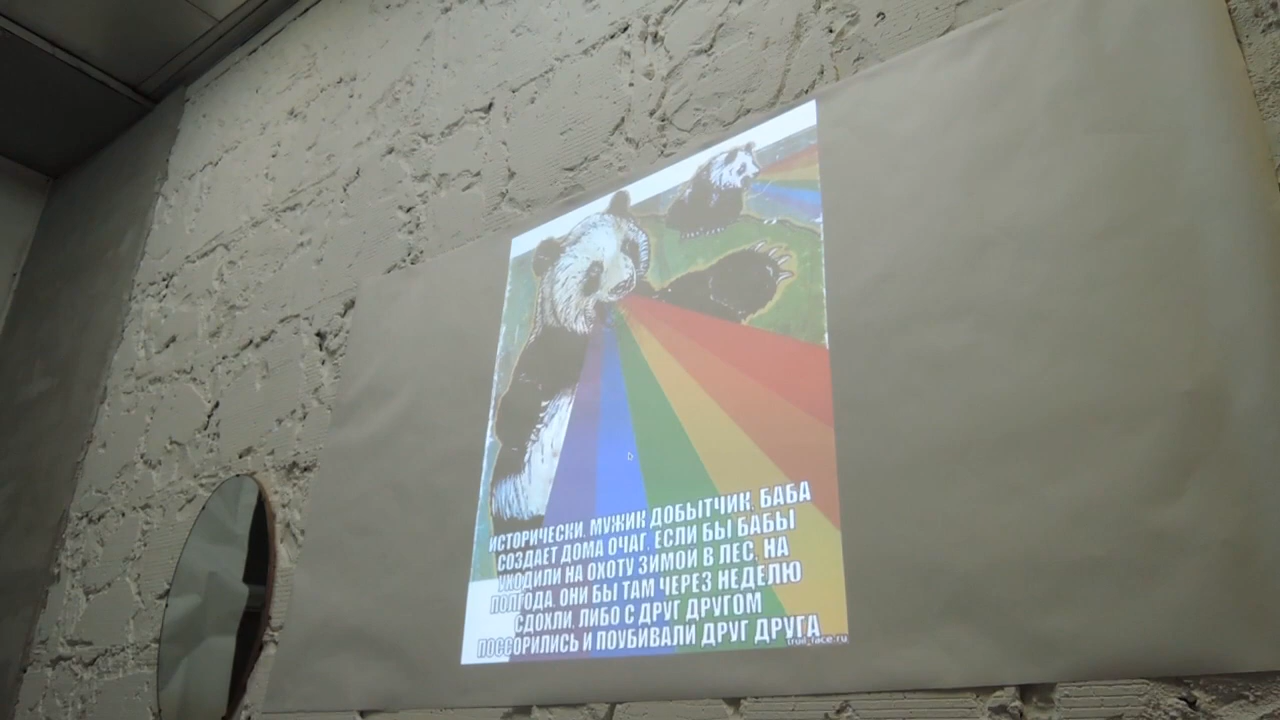 ИСТОРИЧЕСКИ, МУЖИК ДОБЫТЧИК, БАБА
СОЗДАЕТ ДОМА ОЧАГ, ЕСЛИ БЫ БАБЫ
УХОДИЛИ НА ОХОТУ ЗИМОЙ В ЛЕС, НА
ПОЛГОДА, ОНИ БЫ ТАМ ЧЕРЕЗ НЕДЕЛЮ
СДОХЛИ, ЛИБО С ДРУГ ДРУГОМ
ПОССОРИЛИСЬ И ПОУБИВАЛИ ДРУГ ДРУГА
Troll_face.ru